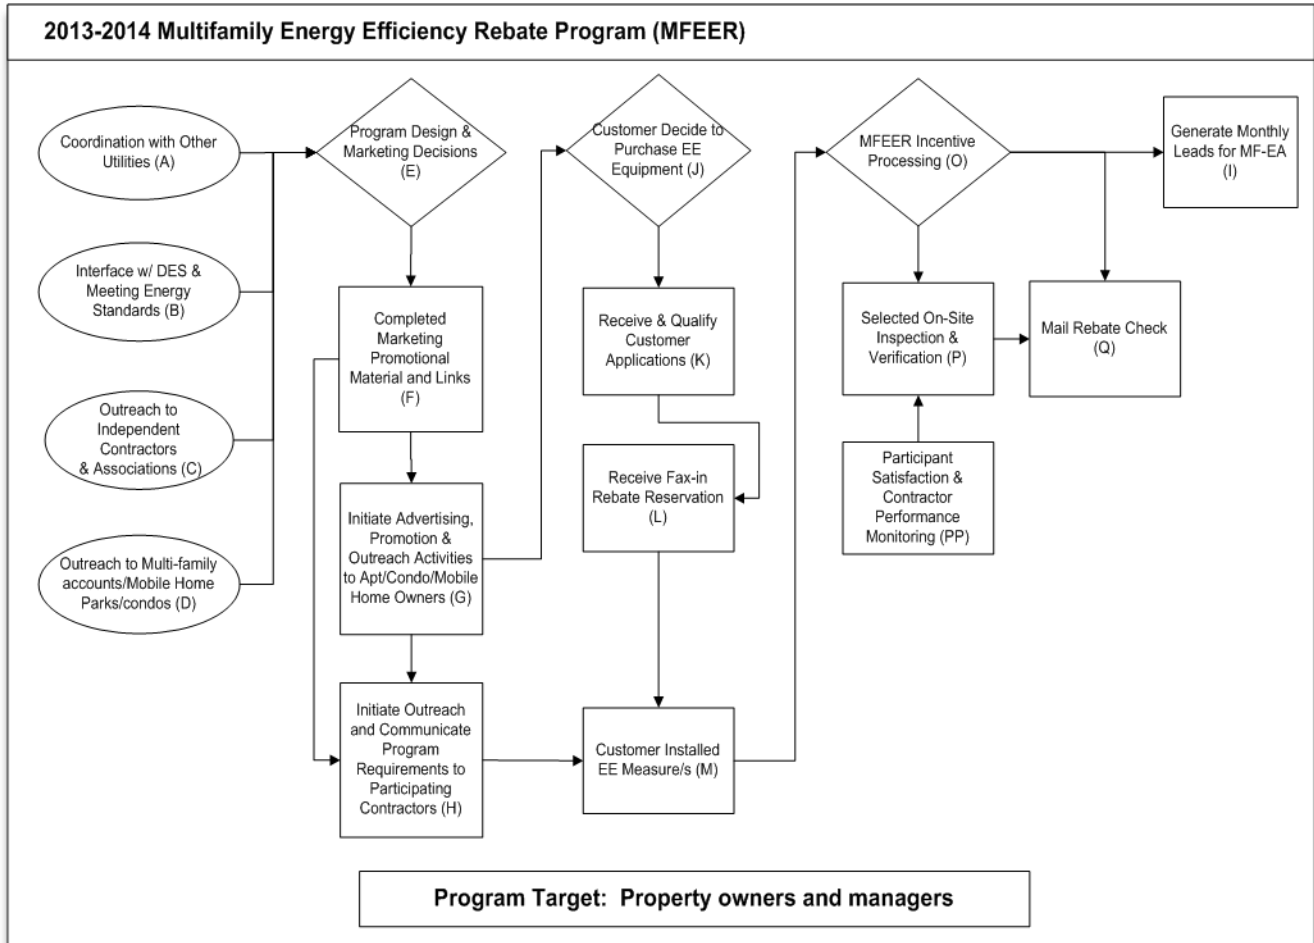 2013-2014 Multifamily Energy Efficiency Rebate Program (MFEER)
Coordination with Other
Utilities (A)
Interface w/ DES &
Meeting Energy
Standards (B)
Outreach to
Independent
Contractors
& Associations (C)
Outreach to Multi-family
accounts/Mobile Home
Parks/condos (D)
Program Design &
Marketing Decisions
(E)
Completed
Marketing
Promotional
Material and Links
(F)
Initiate Advertising,
Promotion &
Outreach Activities
to Apt/Condo/Mobile
Home Owners (G)
Initiate Outreach
and Communicate
Program
Requirements to
Participating
Contractors (H)
Customer Decide to
Purchase EE
Equipment (J)
Receive & Qualify
Customer
Applications (K)
Receive Fax-in
Rebate Reservation
(L)
Customer Installed
EE Measure/s (M)
MFEER Incentive
Processing (O)
Selected On-Site
Inspection &
Verification (P)
Participant
Satisfaction &
Contractor
Performance
Monitoring (PP)
Generate Monthly
Leads for MF-EA
(I)
Mail Rebate Check
(Q)
Program Target: Property owners and managers